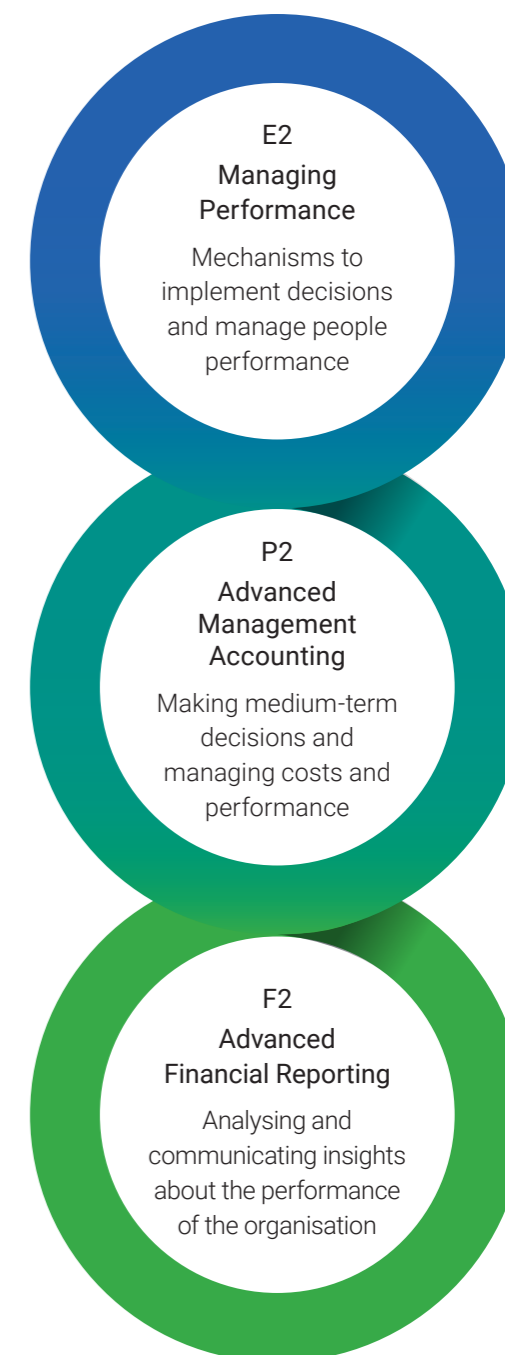 E2
Managing
Performance
Mechanisms to
implement decisions
and manage people
performance
P2
Advanced
Management
Accounting
Making medium-term
decisions and
managing costs and
performance
F2
Advanced
Financial Reporting
Analysing and
communicating insights
about the performance
of the organisation